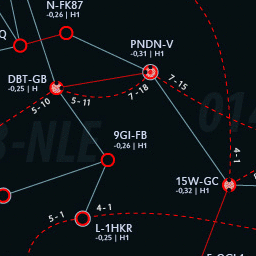 N-FK87
-0,26 | H1
PNDN-V
-0,31 | H1
DBT-GB
-0,25 | H
5 - 10
5 - 11
7 - 18
7 - 15
014
-NLE
9GI-FB
-0,26 | H1
4 - 1
15W-GC
-0,32 | H1
5 - 1
4 - 1
L-1HKR
-0,25 | H1